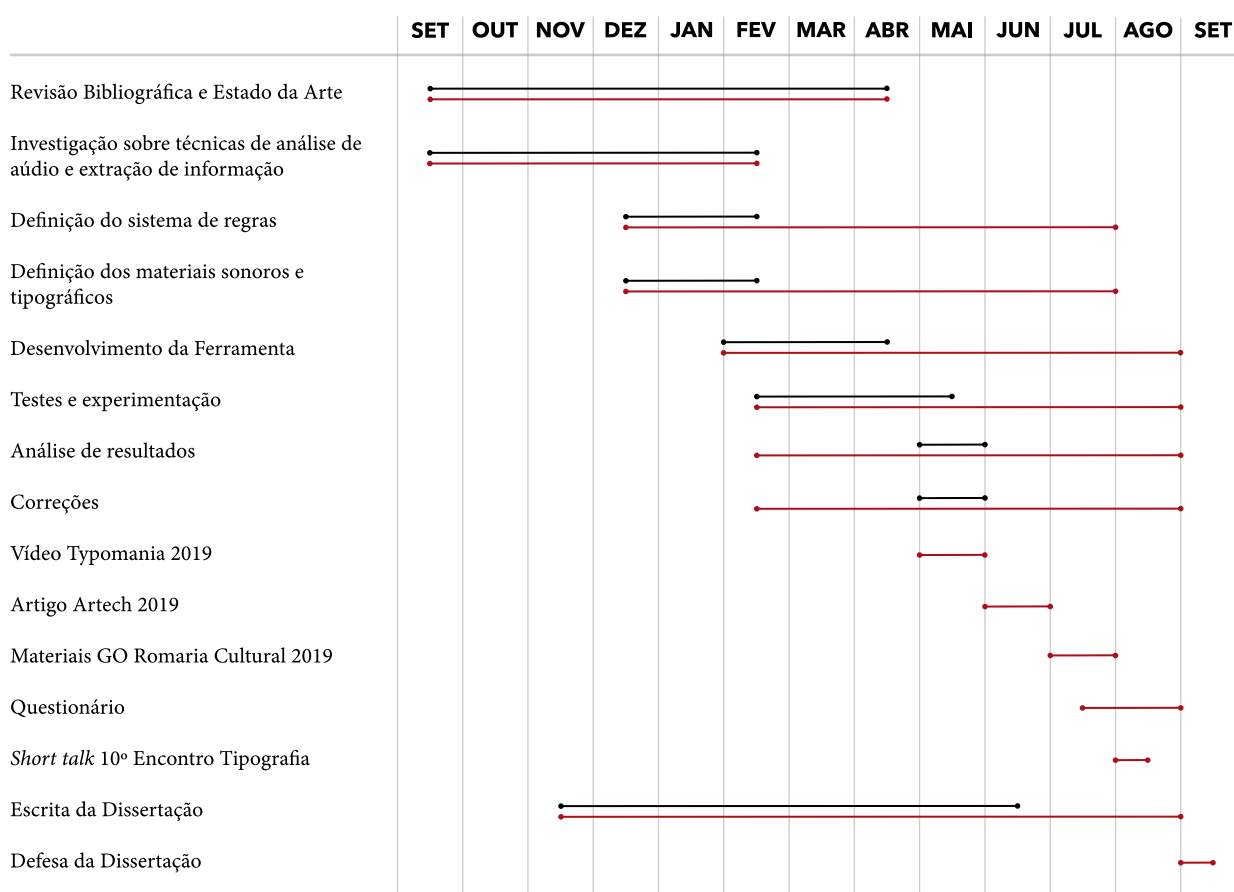 SET OUT NOV DEZ JAN FEV MAR ABR MAI JUN JUL AGO SET
Revisão Bibliográfica e Estado da Arte
Investigação sobre técnicas de análise de
aúdio e extração de informação
Definição do sistema de regras
Definição dos materiais sonoros e
tipográficos
Desenvolvimento da Ferramenta
Testes e experimentação
Análise de resultados
Correções
Vídeo Typomania 2019
Artigo Artech 2019
Materiais GO Romaria Cultural 2019
Questionário
Short talk 10º Encontro Tipografia
Escrita da Dissertação
Defesa da Dissertação